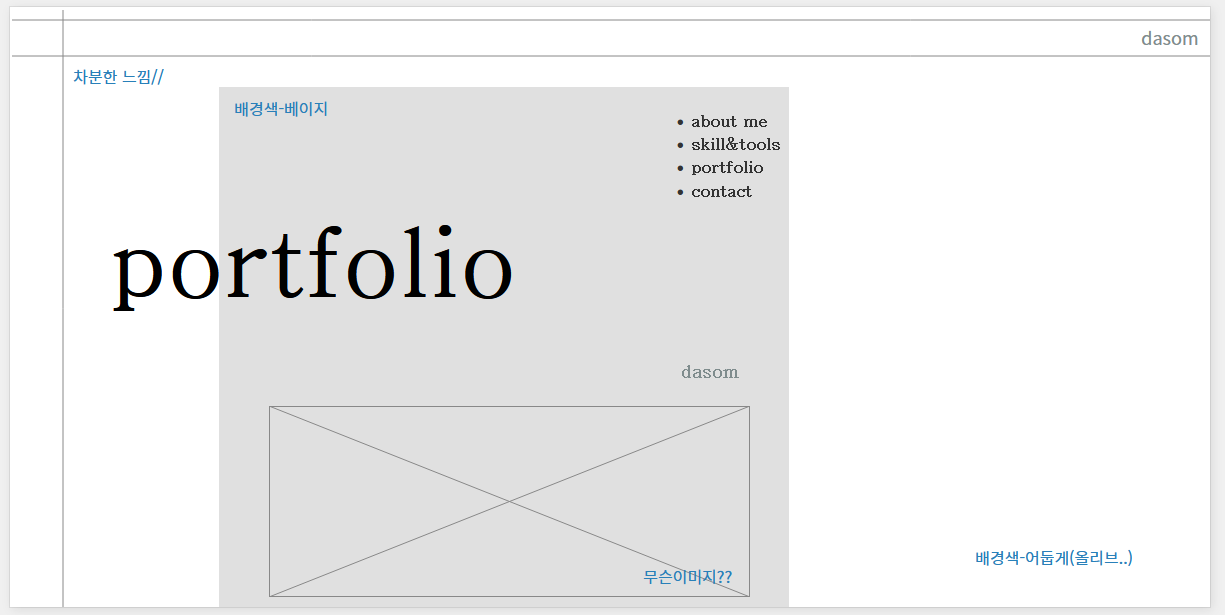 dasom
차분한 느낌//
배경색-베이지
• about me
• skill&tools
• portfolio
• contact
portfolio
dasom
배경색-어둡게(올리브..)
무슨이미지??